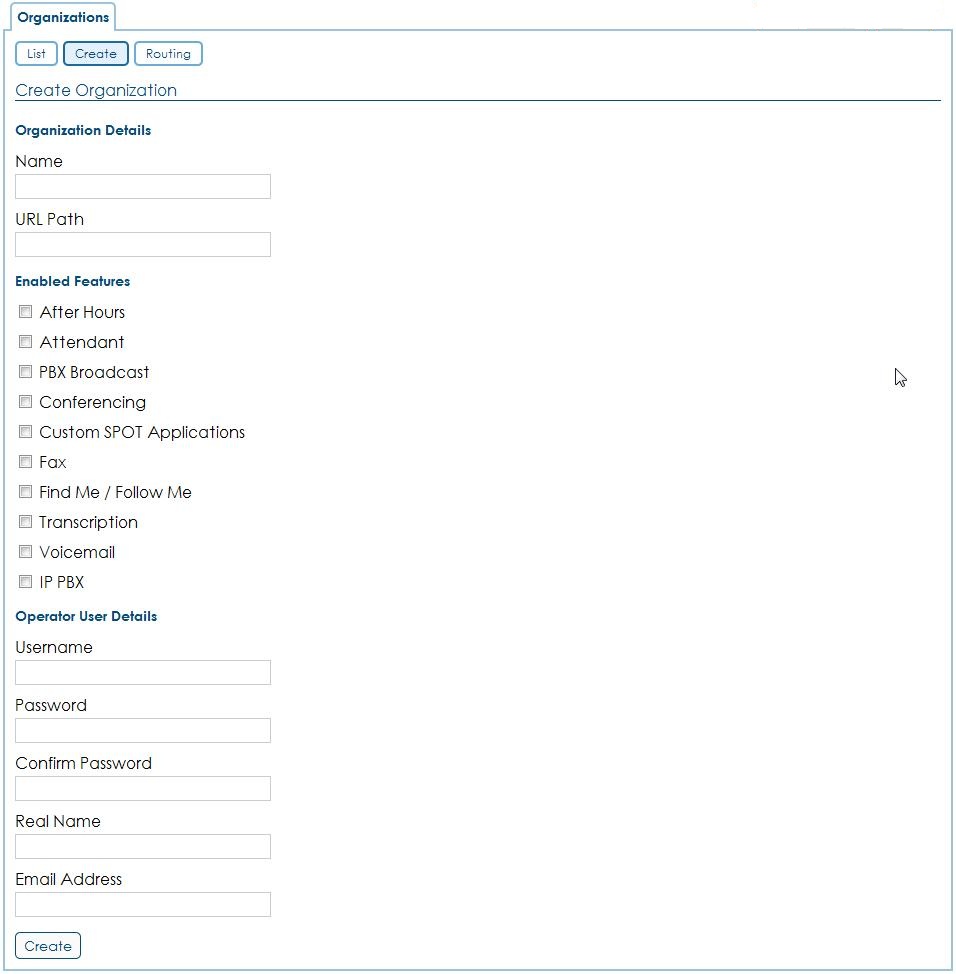 Organizations
List Create Routing
Create Organization
Organization Details
Name
URL Path
Enabled Features
After Hours
Attendant
PBX Broadcast
Conferencing
Custom SPOT Applications
Fax
Find Me / Follow Me
Transcription
Voicemail
IP PBX
Operator User Details
Username
Password
Confirm Password
Real Name
Email Address
Create